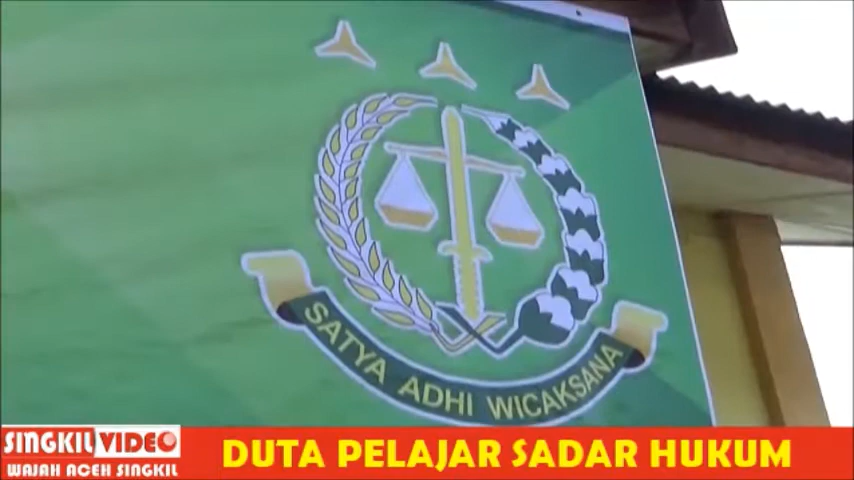 SATYA ADHI WICAKSANA
SINGKIL VIDEO
WAJAH ACEH SINGKIL
DUTA PELAJAR SADAR HUKUM